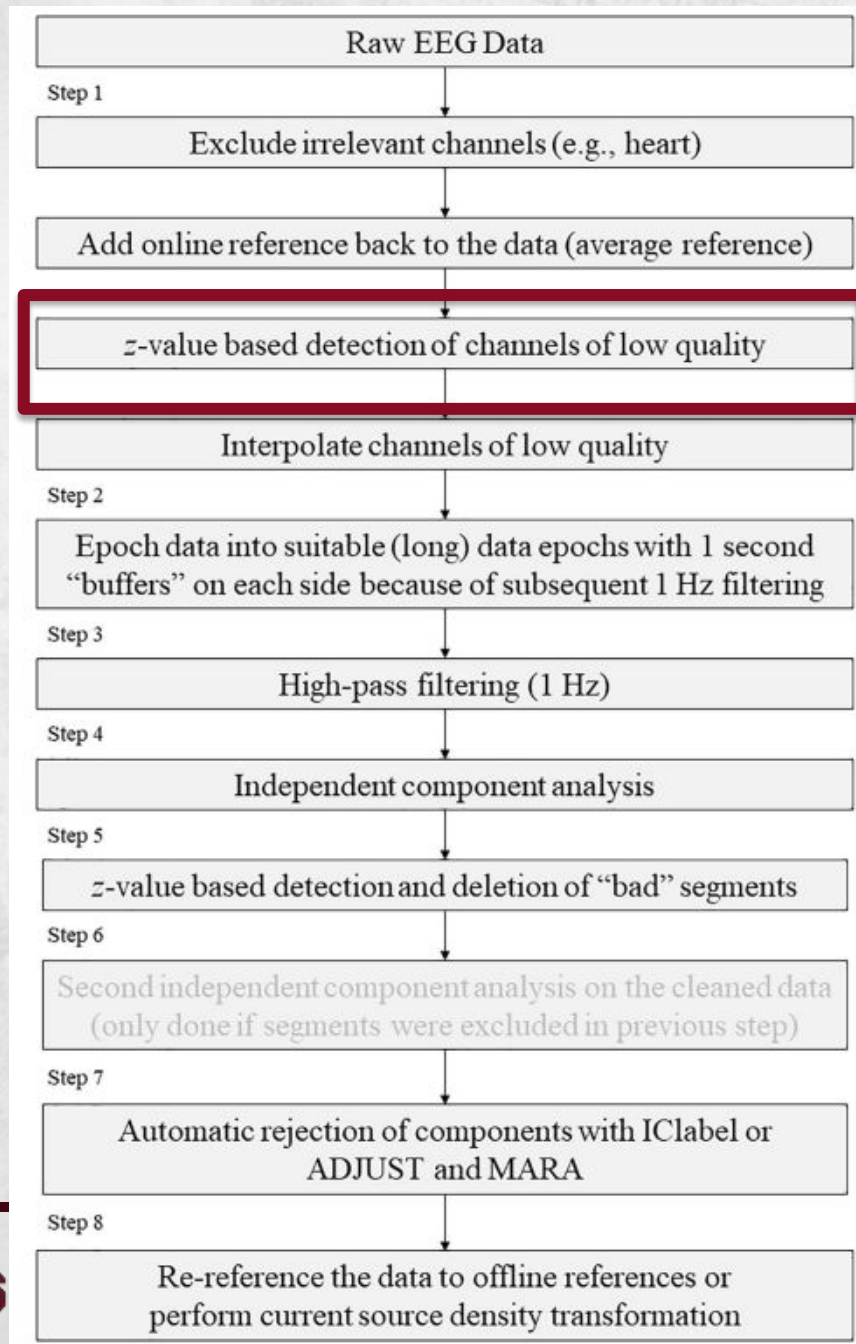 Raw EEG Data
Step 1
Exclude irrelevant channels (e.g., heart)
Add online reference back to the data (average reference)
z-value based detection of channels of low quality
Interpolate channels of low quality
Step 2
Epoch data into suitable (long) data epochs with 1 second
“buffers” on each side because of subsequent 1 Hz filtering
Step 3
High-pass filtering (1 Hz)
Step 4
Independent component analysis
Step 5
z-value based detection and deletion of “bad” segments
Step 6
Second independent component analysis on the cleaned data
(only done if segments were excluded in previous step)
Step 7
Automatic rejection of components with IClabel or
ADJUST and MARA
Step 8
Re-reference the data to offline references or
perform current source density transformation